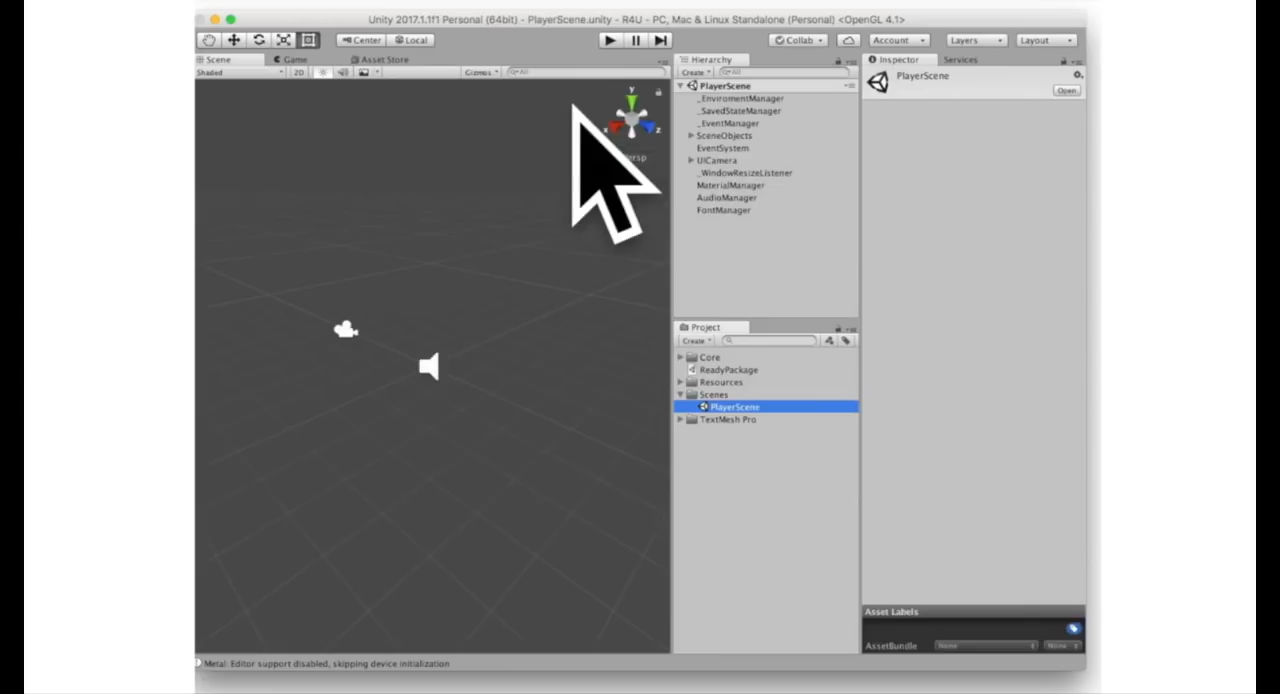 Unity 2017.1.1f1 Personal (64bit) - PlayerScene.unity - R4U - PC, Mac & Linux Standalone (Personal) <OpenGL 4.1>
Center Local Collab Account Layers Layout
Scene Game Asset Store
Shaded 2D Gizmos All
y
x z
Persp
Hierarchy
Create All
PlayerScene
_EnviromentManager
_SavedStateManager
_EventManager
SceneObjects
EventSystem
UICamera
_WindowResizeListener
MaterialManager
AudioManager
FontManager
Project
Create
Core
ReadyPackage
Resources
Scenes
PlayerScene
TextMesh Pro
Inspector Services
PlayerScene
Open
Asset Labels
AssetBundle None None
Metal: Editor support disabled, skipping device initialization